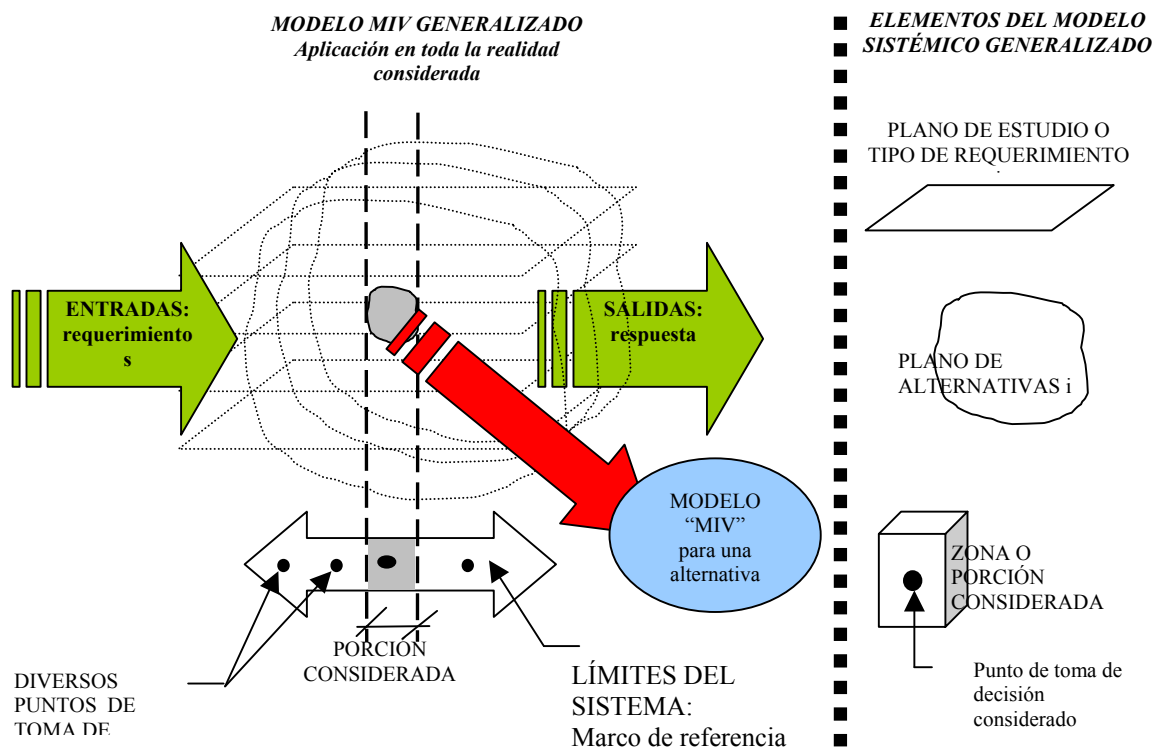 MODELO MIV GENERALIZADO
Aplicación en toda la realidad
considerada
ENTRADAS:
requerimiento
s
SALIDAS:
respuesta
MODELO
“MIV”
para una
alternativa
PORCIÓN
CONSIDERADA
DIVERSOS
PUNTOS DE
TOMA DE
LÍMITES DEL
SISTEMA:
Marco de referencia
ELEMENTOS DEL MODELO
SISTÉMICO GENERALIZADO
PLANO DE ESTUDIO O
TIPO DE REQUERIMIENTO
.
PLANO DE
ALTERNATIVAS i
ZONA O
PORCIÓN
CONSIDERADA
Punto de toma de
decisión
considerado